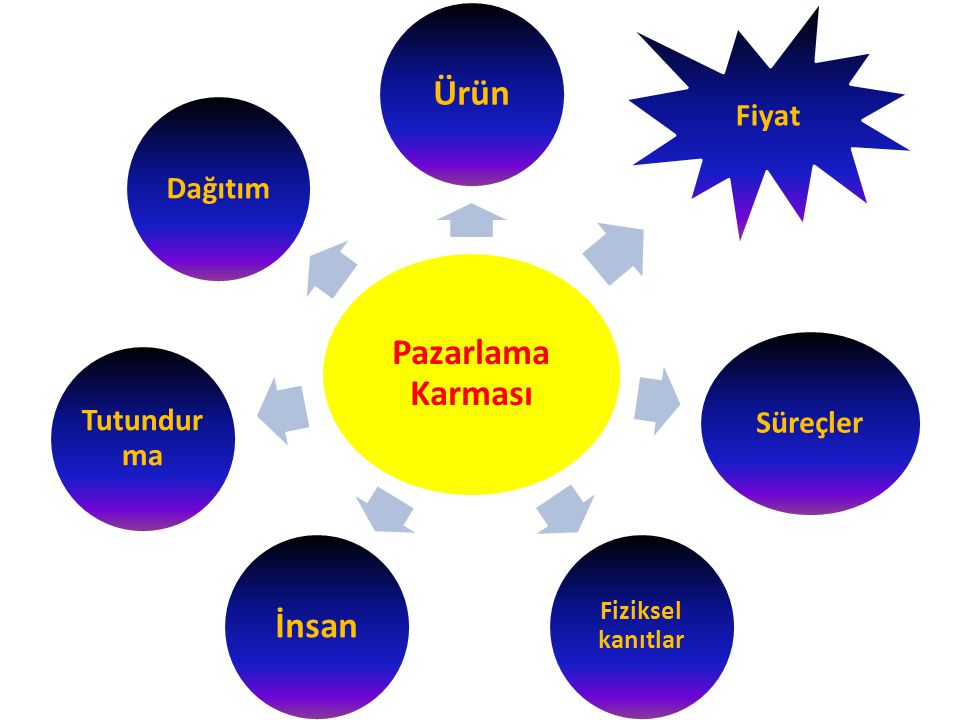 Ürün
Fiyat
Dağıtım
Pazarlama
Karması
Süreçler
Tutundur
ma
İnsan
Fiziksel
kanıtlar